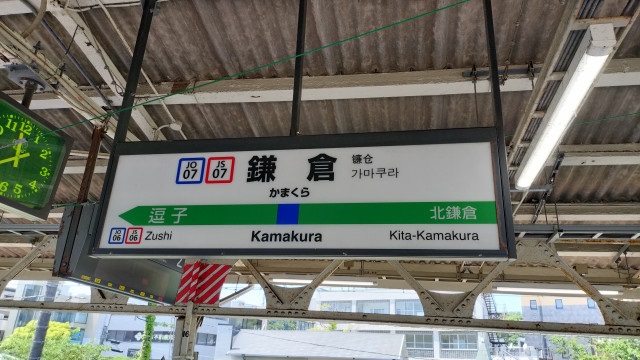 JO 07 JS 07 鎌倉 镰仓
가마쿠라
かまくら
逗子 北鎌倉
JO 06 JS 06 Zushi Kamakura Kita-Kamakura